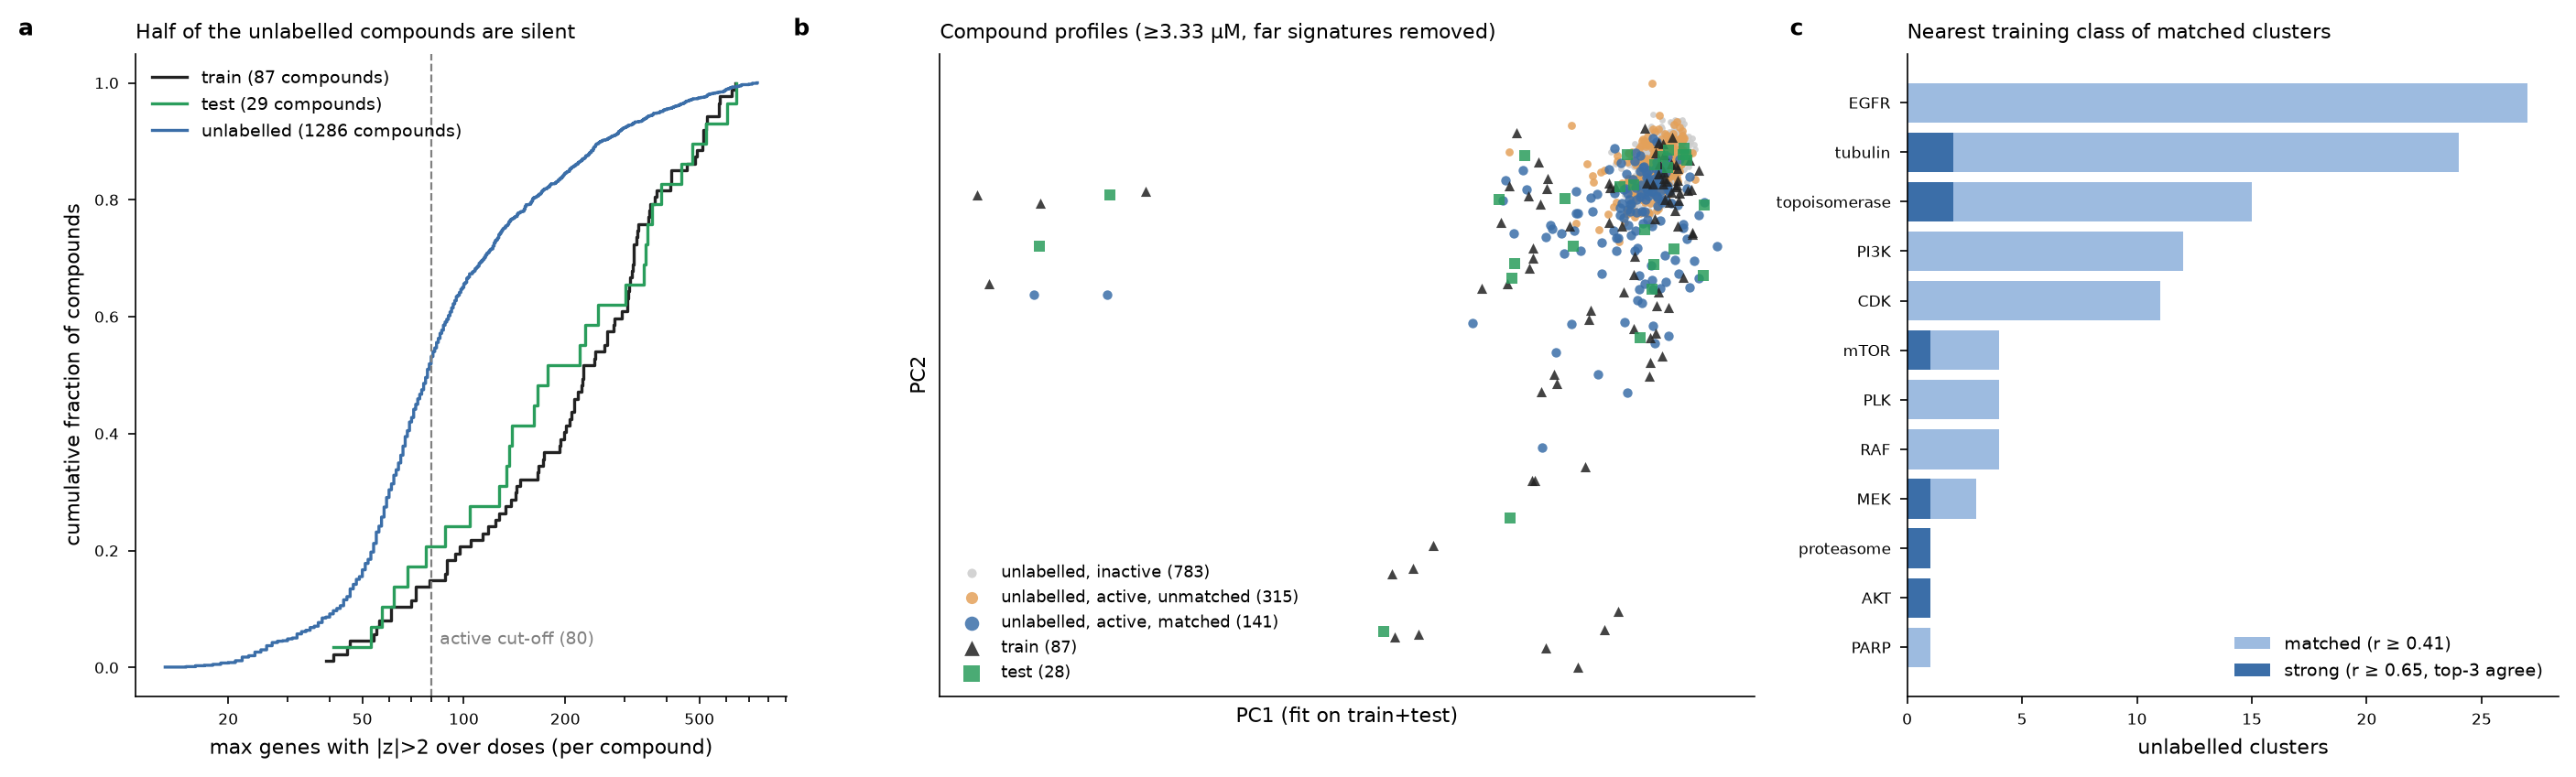 a
Half of the unlabelled compounds are silent
train (87 compounds)
test (29 compounds)
unlabelled (1286 compounds)
active cut-off (80)
cumulative fraction of compounds
1.0
0.8
0.6
0.4
0.2
0.0
20
50
100
200
500
max genes with |z|>2 over doses (per compound)
b
Compound profiles (≥3.33 μM, far signatures removed)
PC2
unlabelled, inactive (783)
unlabelled, active, unmatched (315)
unlabelled, active, matched (141)
train (87)
test (28)
PC1 (fit on train+test)
c
Nearest training class of matched clusters
EGFR
tubulin
topoisomerase
PI3K
CDK
mTOR
PLK
RAF
MEK
proteasome
AKT
PARP
matched (r ≥ 0.41)
strong (r ≥ 0.65, top-3 agree)
0
5
10
15
20
25
unlabelled clusters